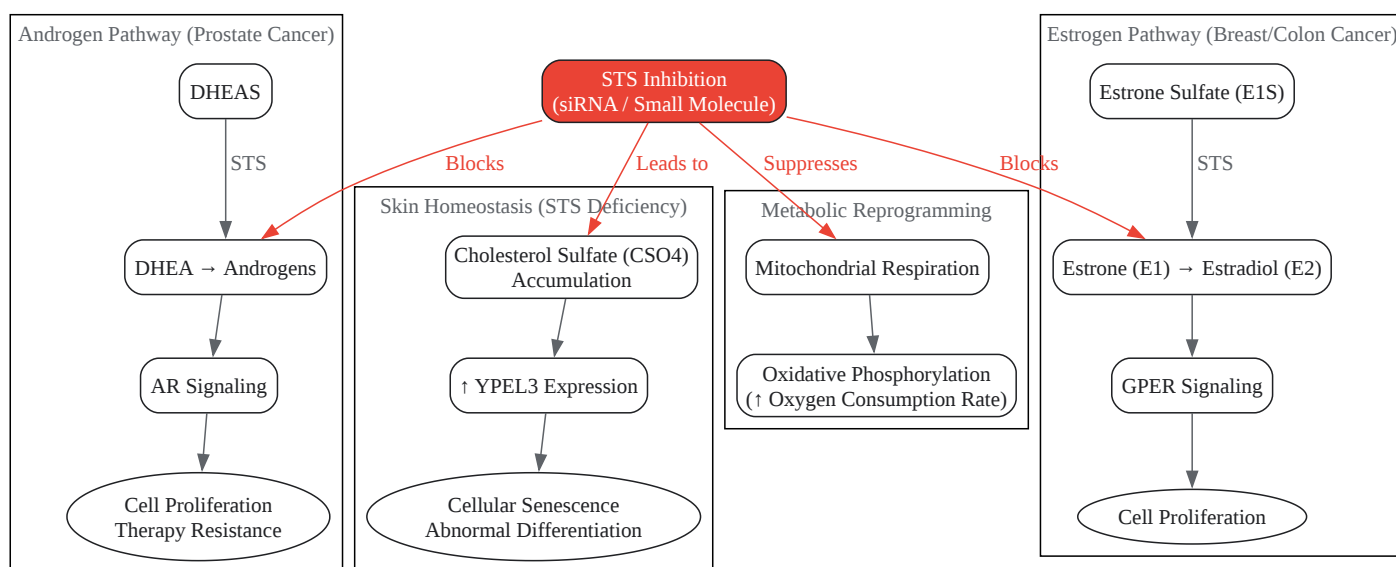 Androgen Pathway (Prostate Cancer)
DHEAS
STS
DHEA → Androgens
AR Signaling
Cell Proliferation
Therapy Resistance
STS Inhibition
(siRNA / Small Molecule)
Blocks
Leads to
Suppresses
Blocks
Skin Homeostasis (STS Deficiency)
Cholesterol Sulfate (CSO4)
Accumulation
↑ YPEL3 Expression
Cellular Senescence
Abnormal Differentiation
Metabolic Reprogramming
Mitochondrial Respiration
Oxidative Phosphorylation
(↑ Oxygen Consumption Rate)
Estrogen Pathway (Breast/Colon Cancer)
Estrone Sulfate (E1S)
STS
Estrone (E1) → Estradiol (E2)
GPER Signaling
Cell Proliferation